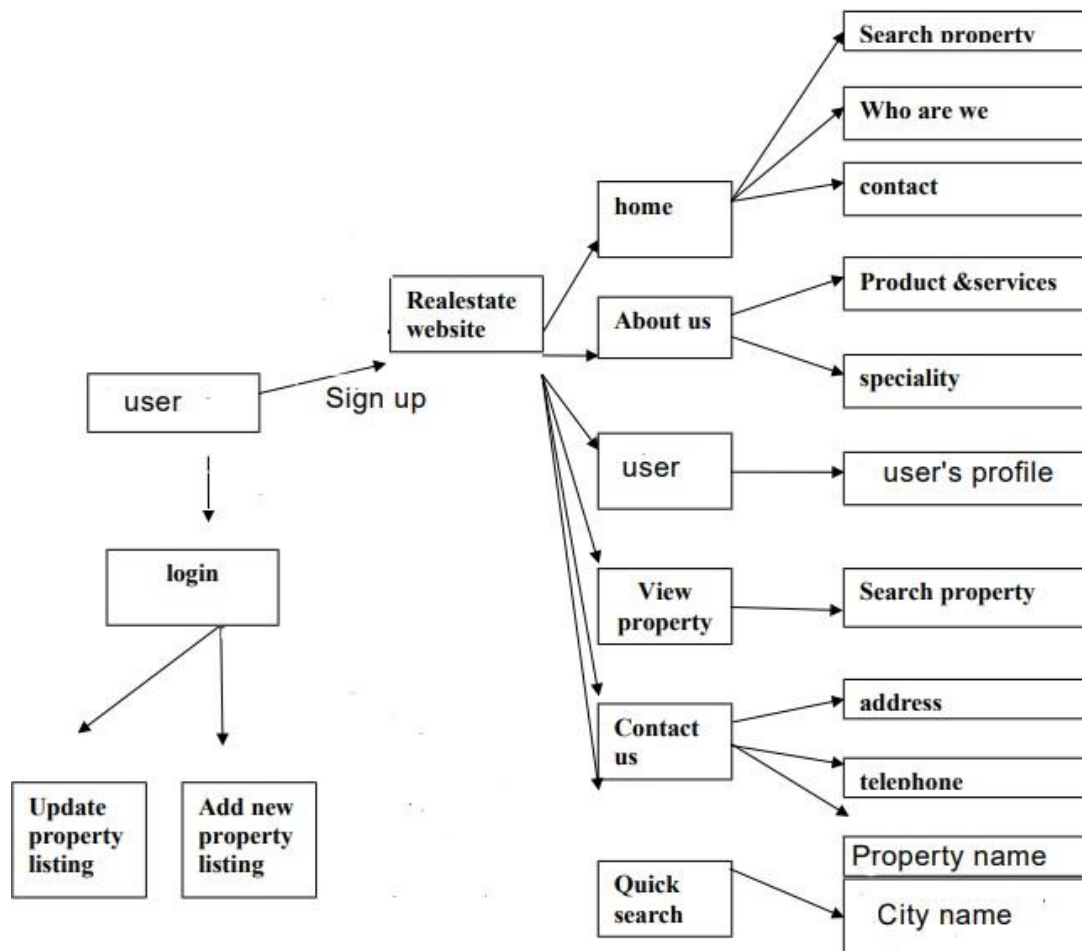 Search property
Who are we
contact
home
Product &services
Realestate
website
About us
speciality
user
Sign up
user
user's profile
login
View
property
Search property
address
Contact
us
telephone
Update
property
listing
Add new
property
listing
Property name
Quick
search
City name